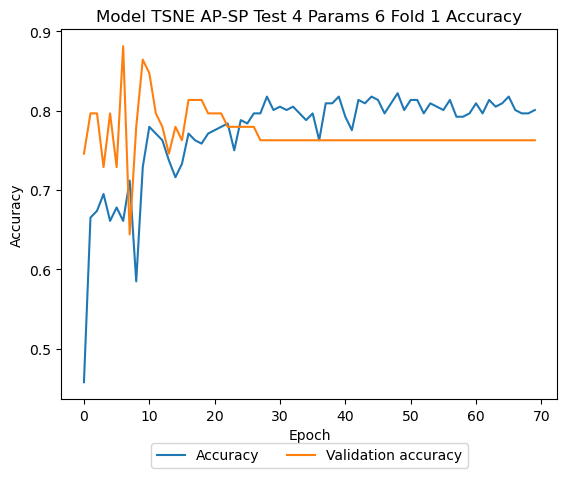 Model TSNE AP-SP Test 4 Params 6 Fold 1 Accuracy
0.9
0.8
0.7
0.6
0.5
Accuracy
0 10 20 30 40 50 60 70
Epoch
Accuracy Validation accuracy